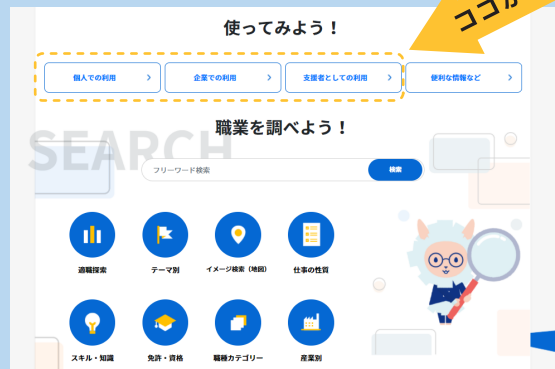 ココが
使ってみよう！
個人での利用
企業での利用
支援者としての利用
便利な情報など
職業を調べよう！
SEARCH
フリーワード検索
検索
適職探索
テーマ別
イメージ検索（地図）
仕事の性質
スキル・知識
免許・資格
職種カテゴリー
産業別